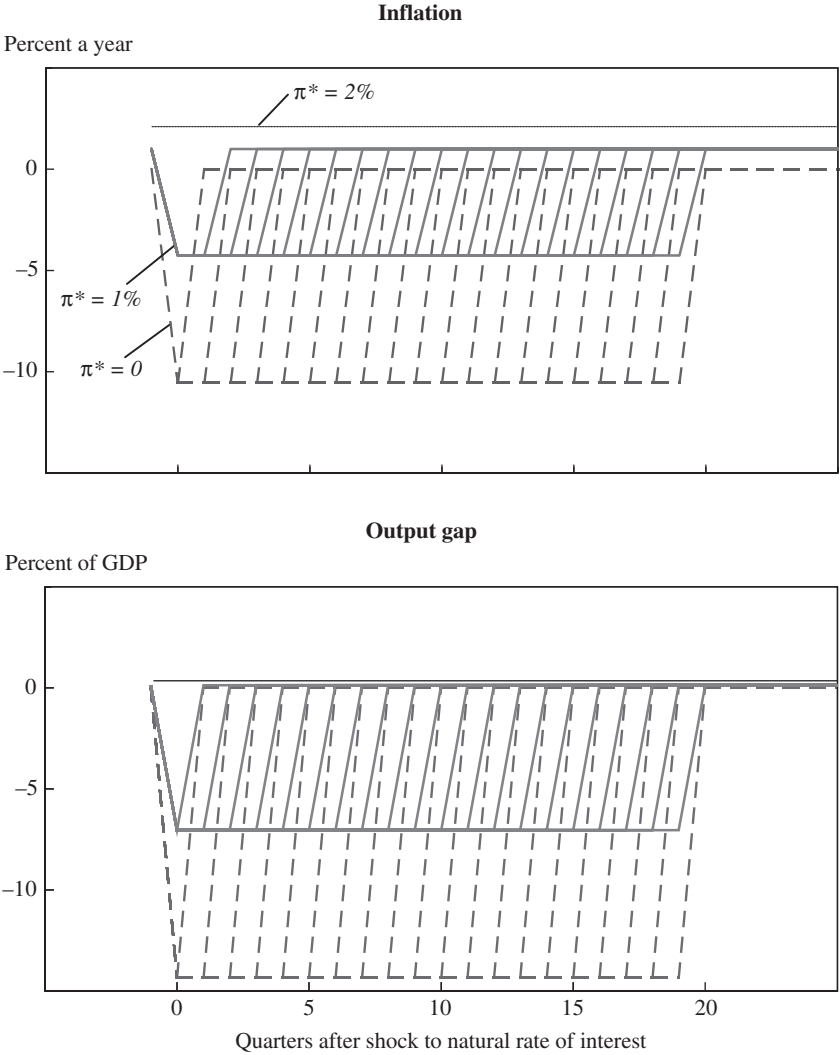 Inflation
Percent a year
π* = 2%
0
–5
π* = 1%
π* = 0
–10
Output gap
Percent of GDP
0
–5
–10
0 5 10 15 20
Quarters after shock to natural rate of interest